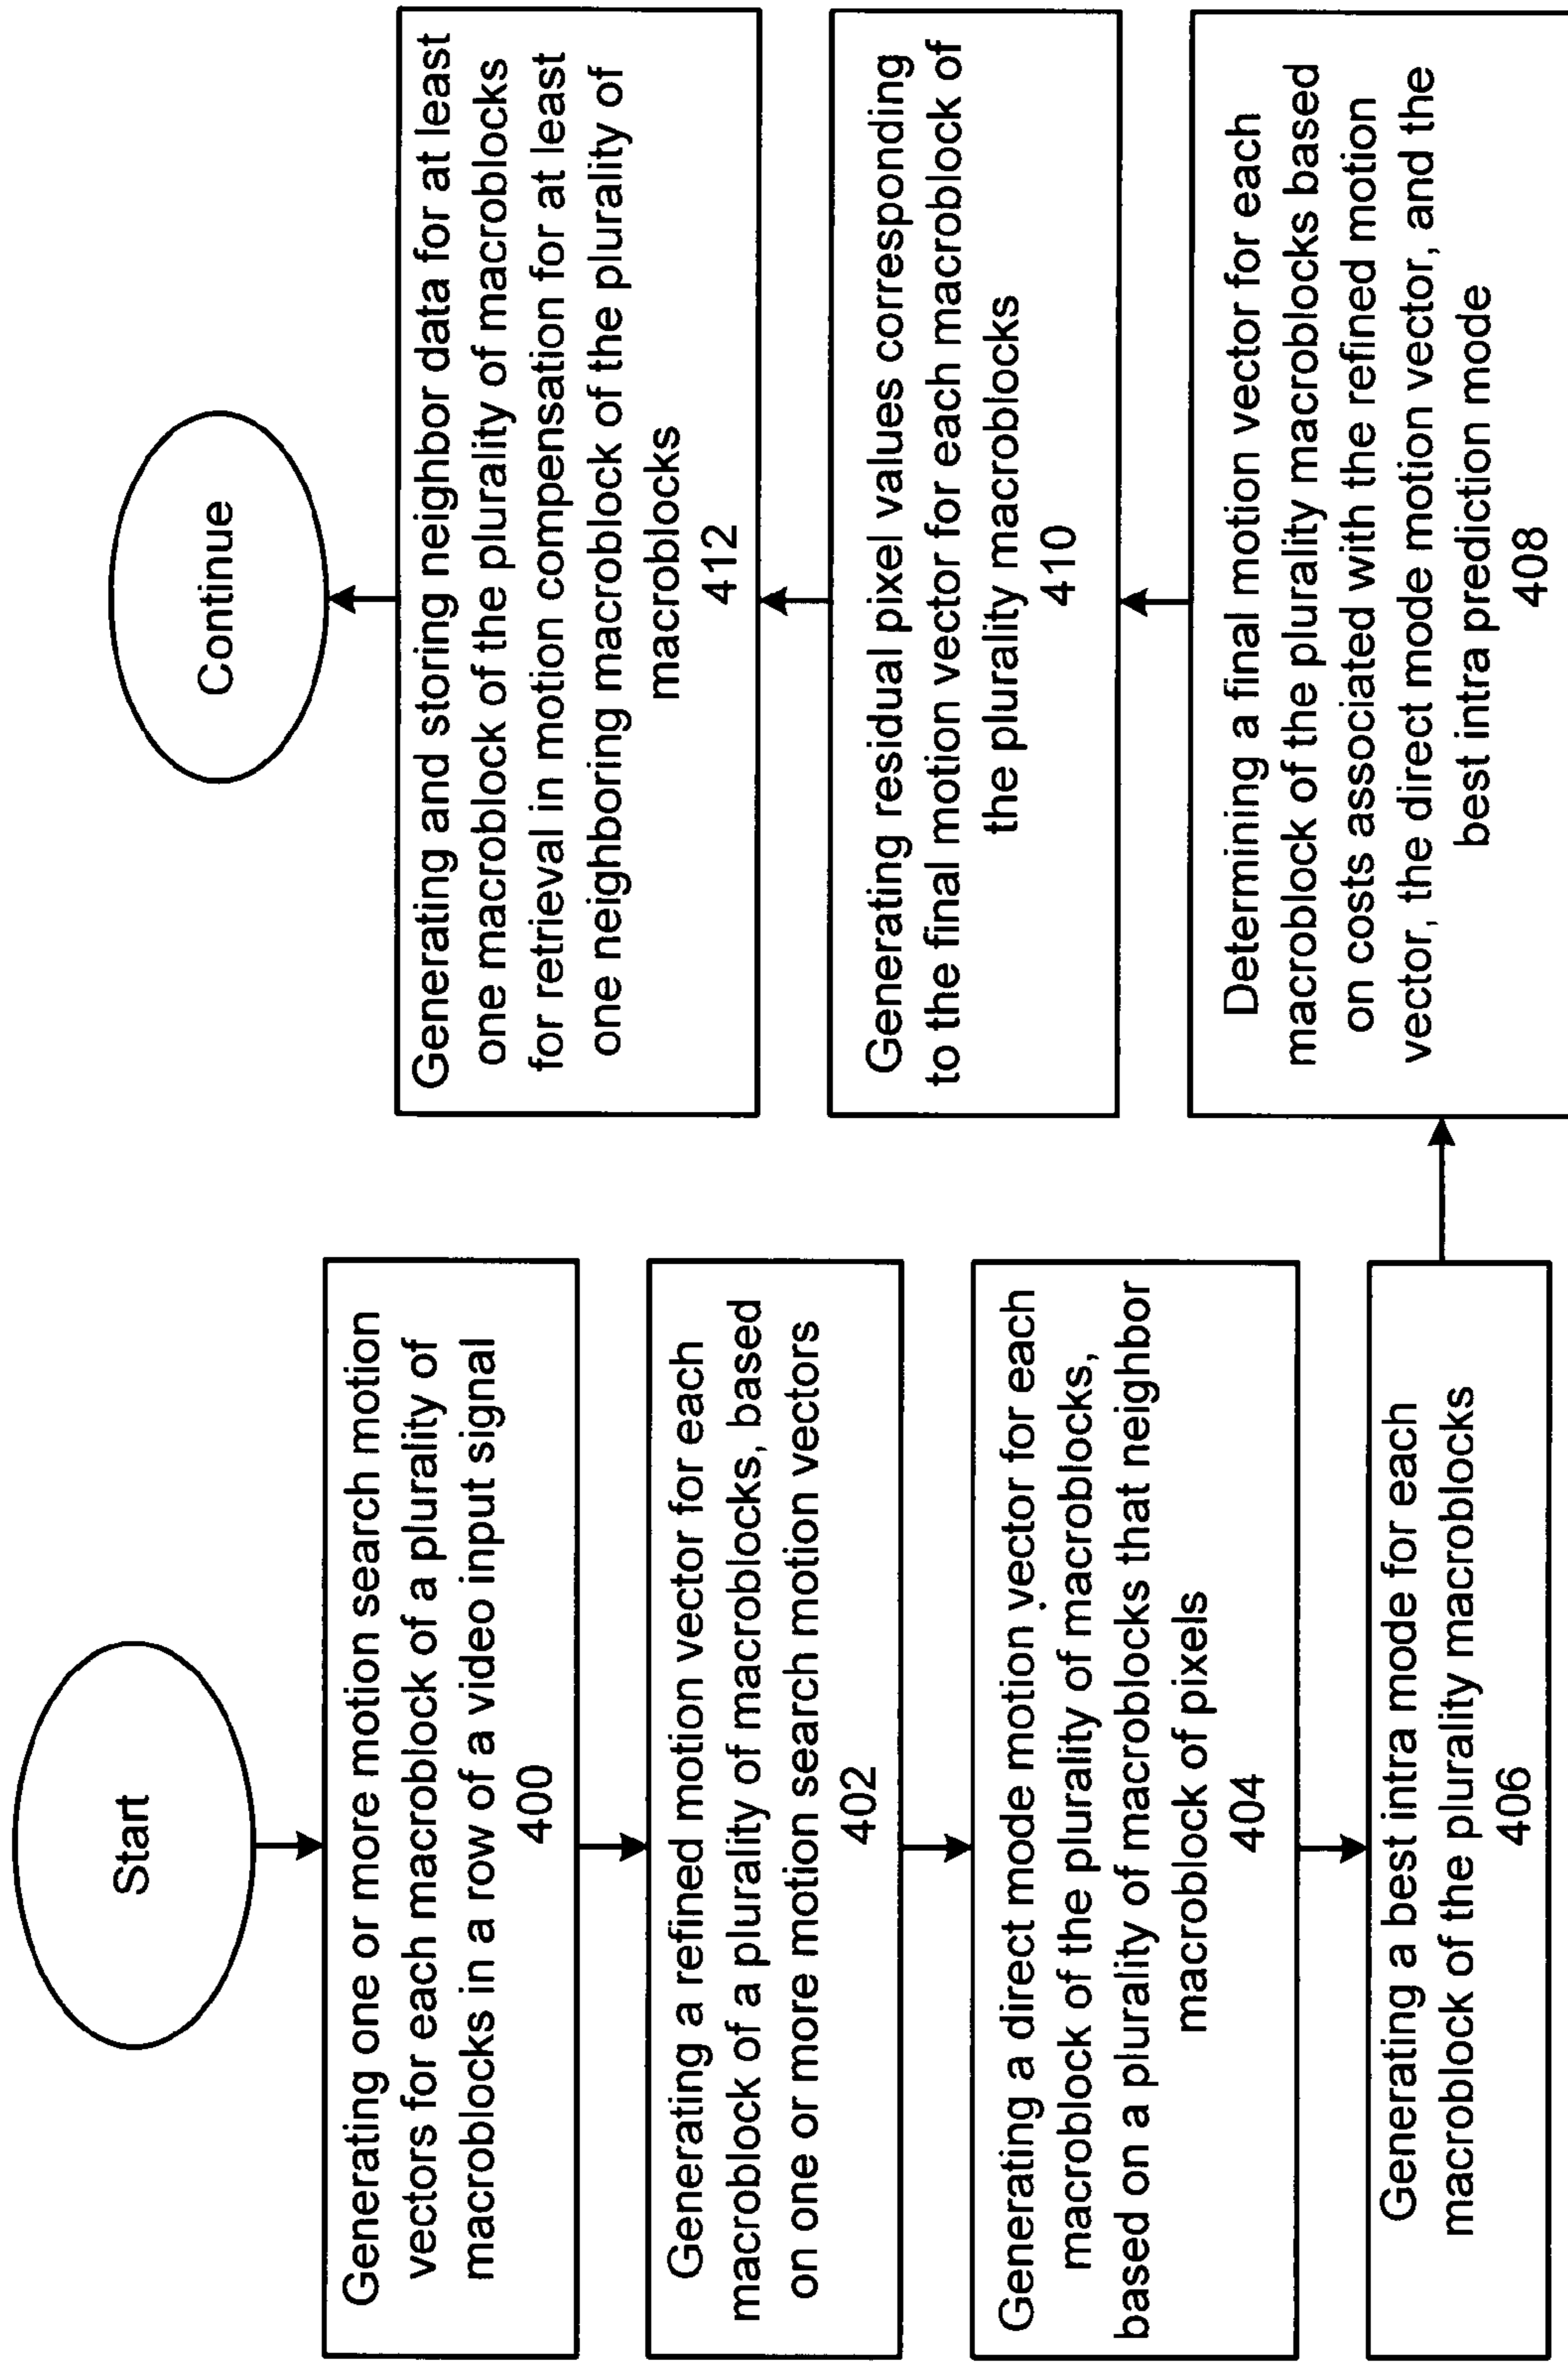 Start
Generating one or more motion search motion
vectors for each macroblock of a plurality of
macroblocks in a row of a video input signal
400
Generating a refined motion vector for each
macroblock of a plurality of macroblocks, based
on one or more motion search motion vectors
402
Generating a direct mode motion vector for each
macroblock of the plurality of macroblocks,
based on a plurality of macroblocks that neighbor
macroblock of pixels
404
Generating a best intra mode for each
macroblock of the plurality macroblocks
406
Determining a final motion vector for each
macroblock of the plurality macroblocks based
on costs associated with the refined motion
vector, the direct mode motion vector, and the
best intra prediction mode
408
Generating residual pixel values corresponding
to the final motion vector for each macroblock of
the plurality macroblocks
410
Generating and storing neighbor data for at least
one macroblock of the plurality of macroblocks
for retrieval in motion compensation for at least
one neighboring macroblock of the plurality of
macroblocks
412
Continue